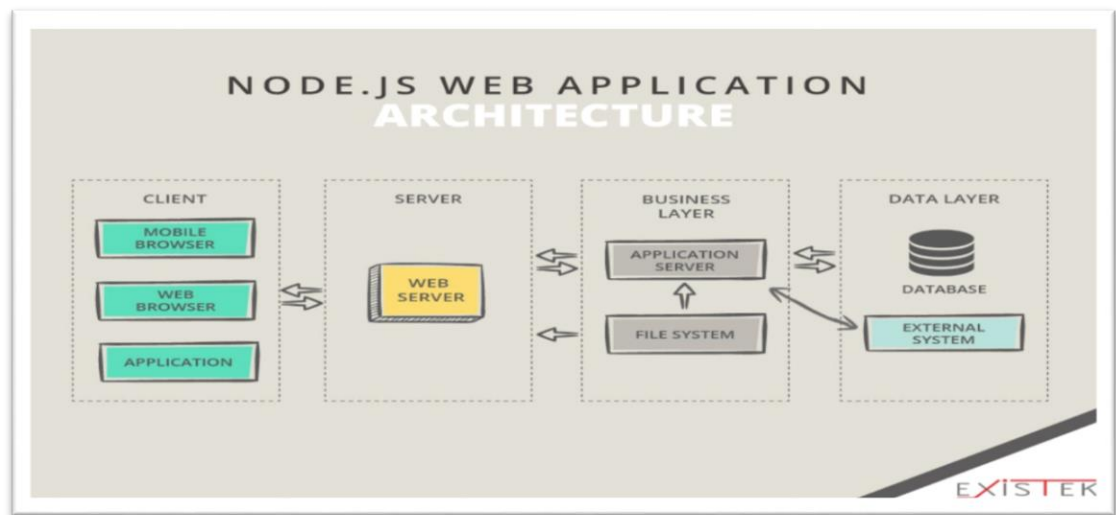 NODE.JS WEB APPLICATION
ARCHITECTURE
CLIENT
MOBILE
BROWSER
WEB
BROWSER
APPLICATION
SERVER
WEB
SERVER
BUSINESS
LAYER
APPLICATION
SERVER
FILE SYSTEM
DATA LAYER
DATABASE
EXTERNAL
SYSTEM
EXISTEK